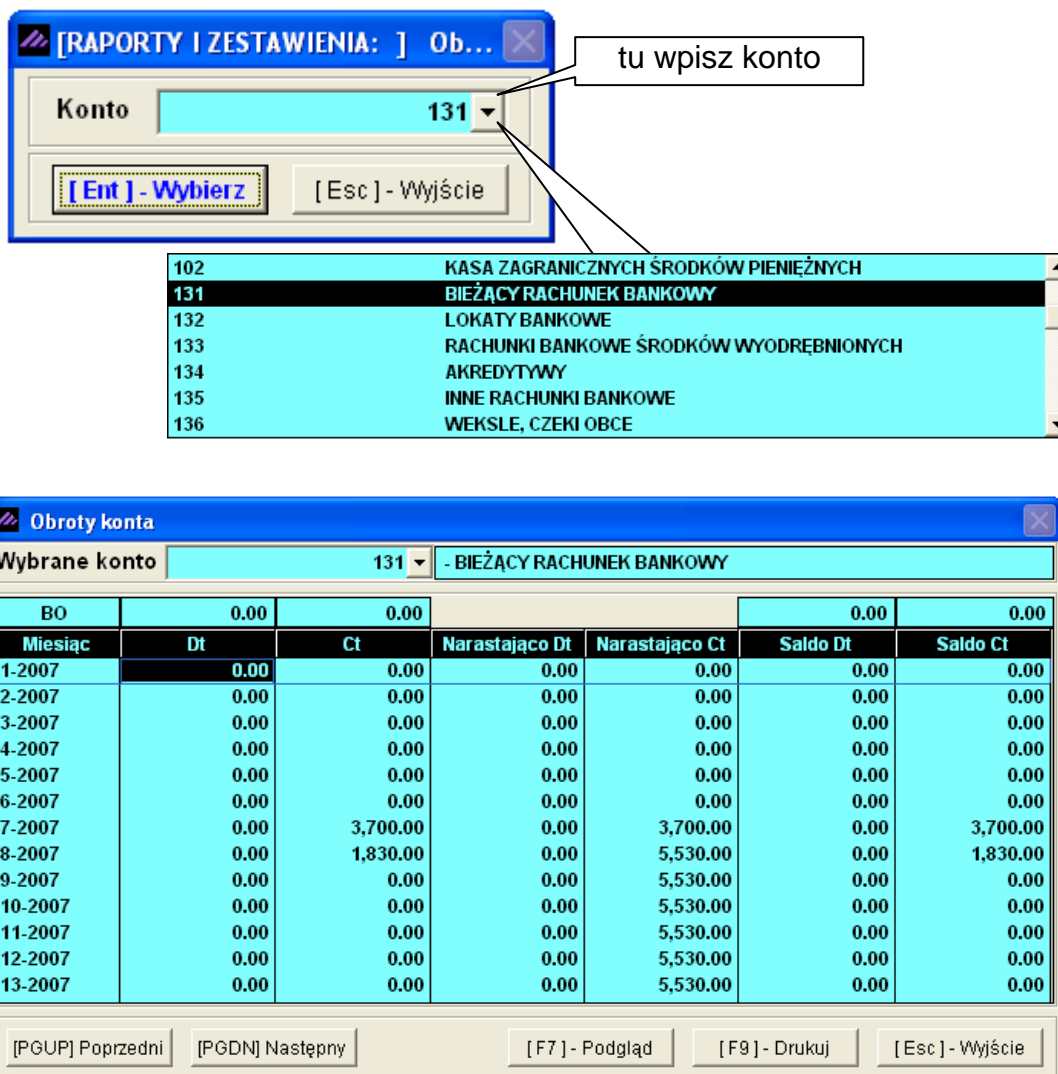 [RAPORTY I ZESTAWIENIA: ] Ob...
tu wpisz konto
Konto 131
[ Ent ] - Wybierz [ Esc ] - Wyjście
102 KASA ZAGRANICZNYCH ŚRODKÓW PIENIĘŻNYCH
131 BIEŻĄCY RACHUNEK BANKOWY
132 LOKATY BANKOWE
133 RACHUNKI BANKOWE ŚRODKÓW WYODRĘBNIONYCH
134 AKREDYTYWY
135 INNE RACHUNKI BANKOWE
136 WEKSLE, CZEKI OBCE
Obroty konta
Wybrane konto 131 - BIEŻĄCY RACHUNEK BANKOWY
BO 0.00 0.00 0.00 0.00
Miesiąc Dt Ct Narastająco Dt Narastająco Ct Saldo Dt Saldo Ct
1-2007 0.00 0.00 0.00 0.00 0.00 0.00
2-2007 0.00 0.00 0.00 0.00 0.00 0.00
3-2007 0.00 0.00 0.00 0.00 0.00 0.00
4-2007 0.00 0.00 0.00 0.00 0.00 0.00
5-2007 0.00 0.00 0.00 0.00 0.00 0.00
6-2007 0.00 0.00 0.00 0.00 0.00 0.00
7-2007 0.00 3,700.00 0.00 3,700.00 0.00 3,700.00
8-2007 0.00 1,830.00 0.00 5,530.00 0.00 1,830.00
9-2007 0.00 0.00 0.00 5,530.00 0.00 0.00
10-2007 0.00 0.00 0.00 5,530.00 0.00 0.00
11-2007 0.00 0.00 0.00 5,530.00 0.00 0.00
12-2007 0.00 0.00 0.00 5,530.00 0.00 0.00
13-2007 0.00 0.00 0.00 5,530.00 0.00 0.00
[PGUP] Poprzedni [PGDN] Następny [ F7 ] - Podgląd [ F9 ] - Drukuj [ Esc ] - Wyjście